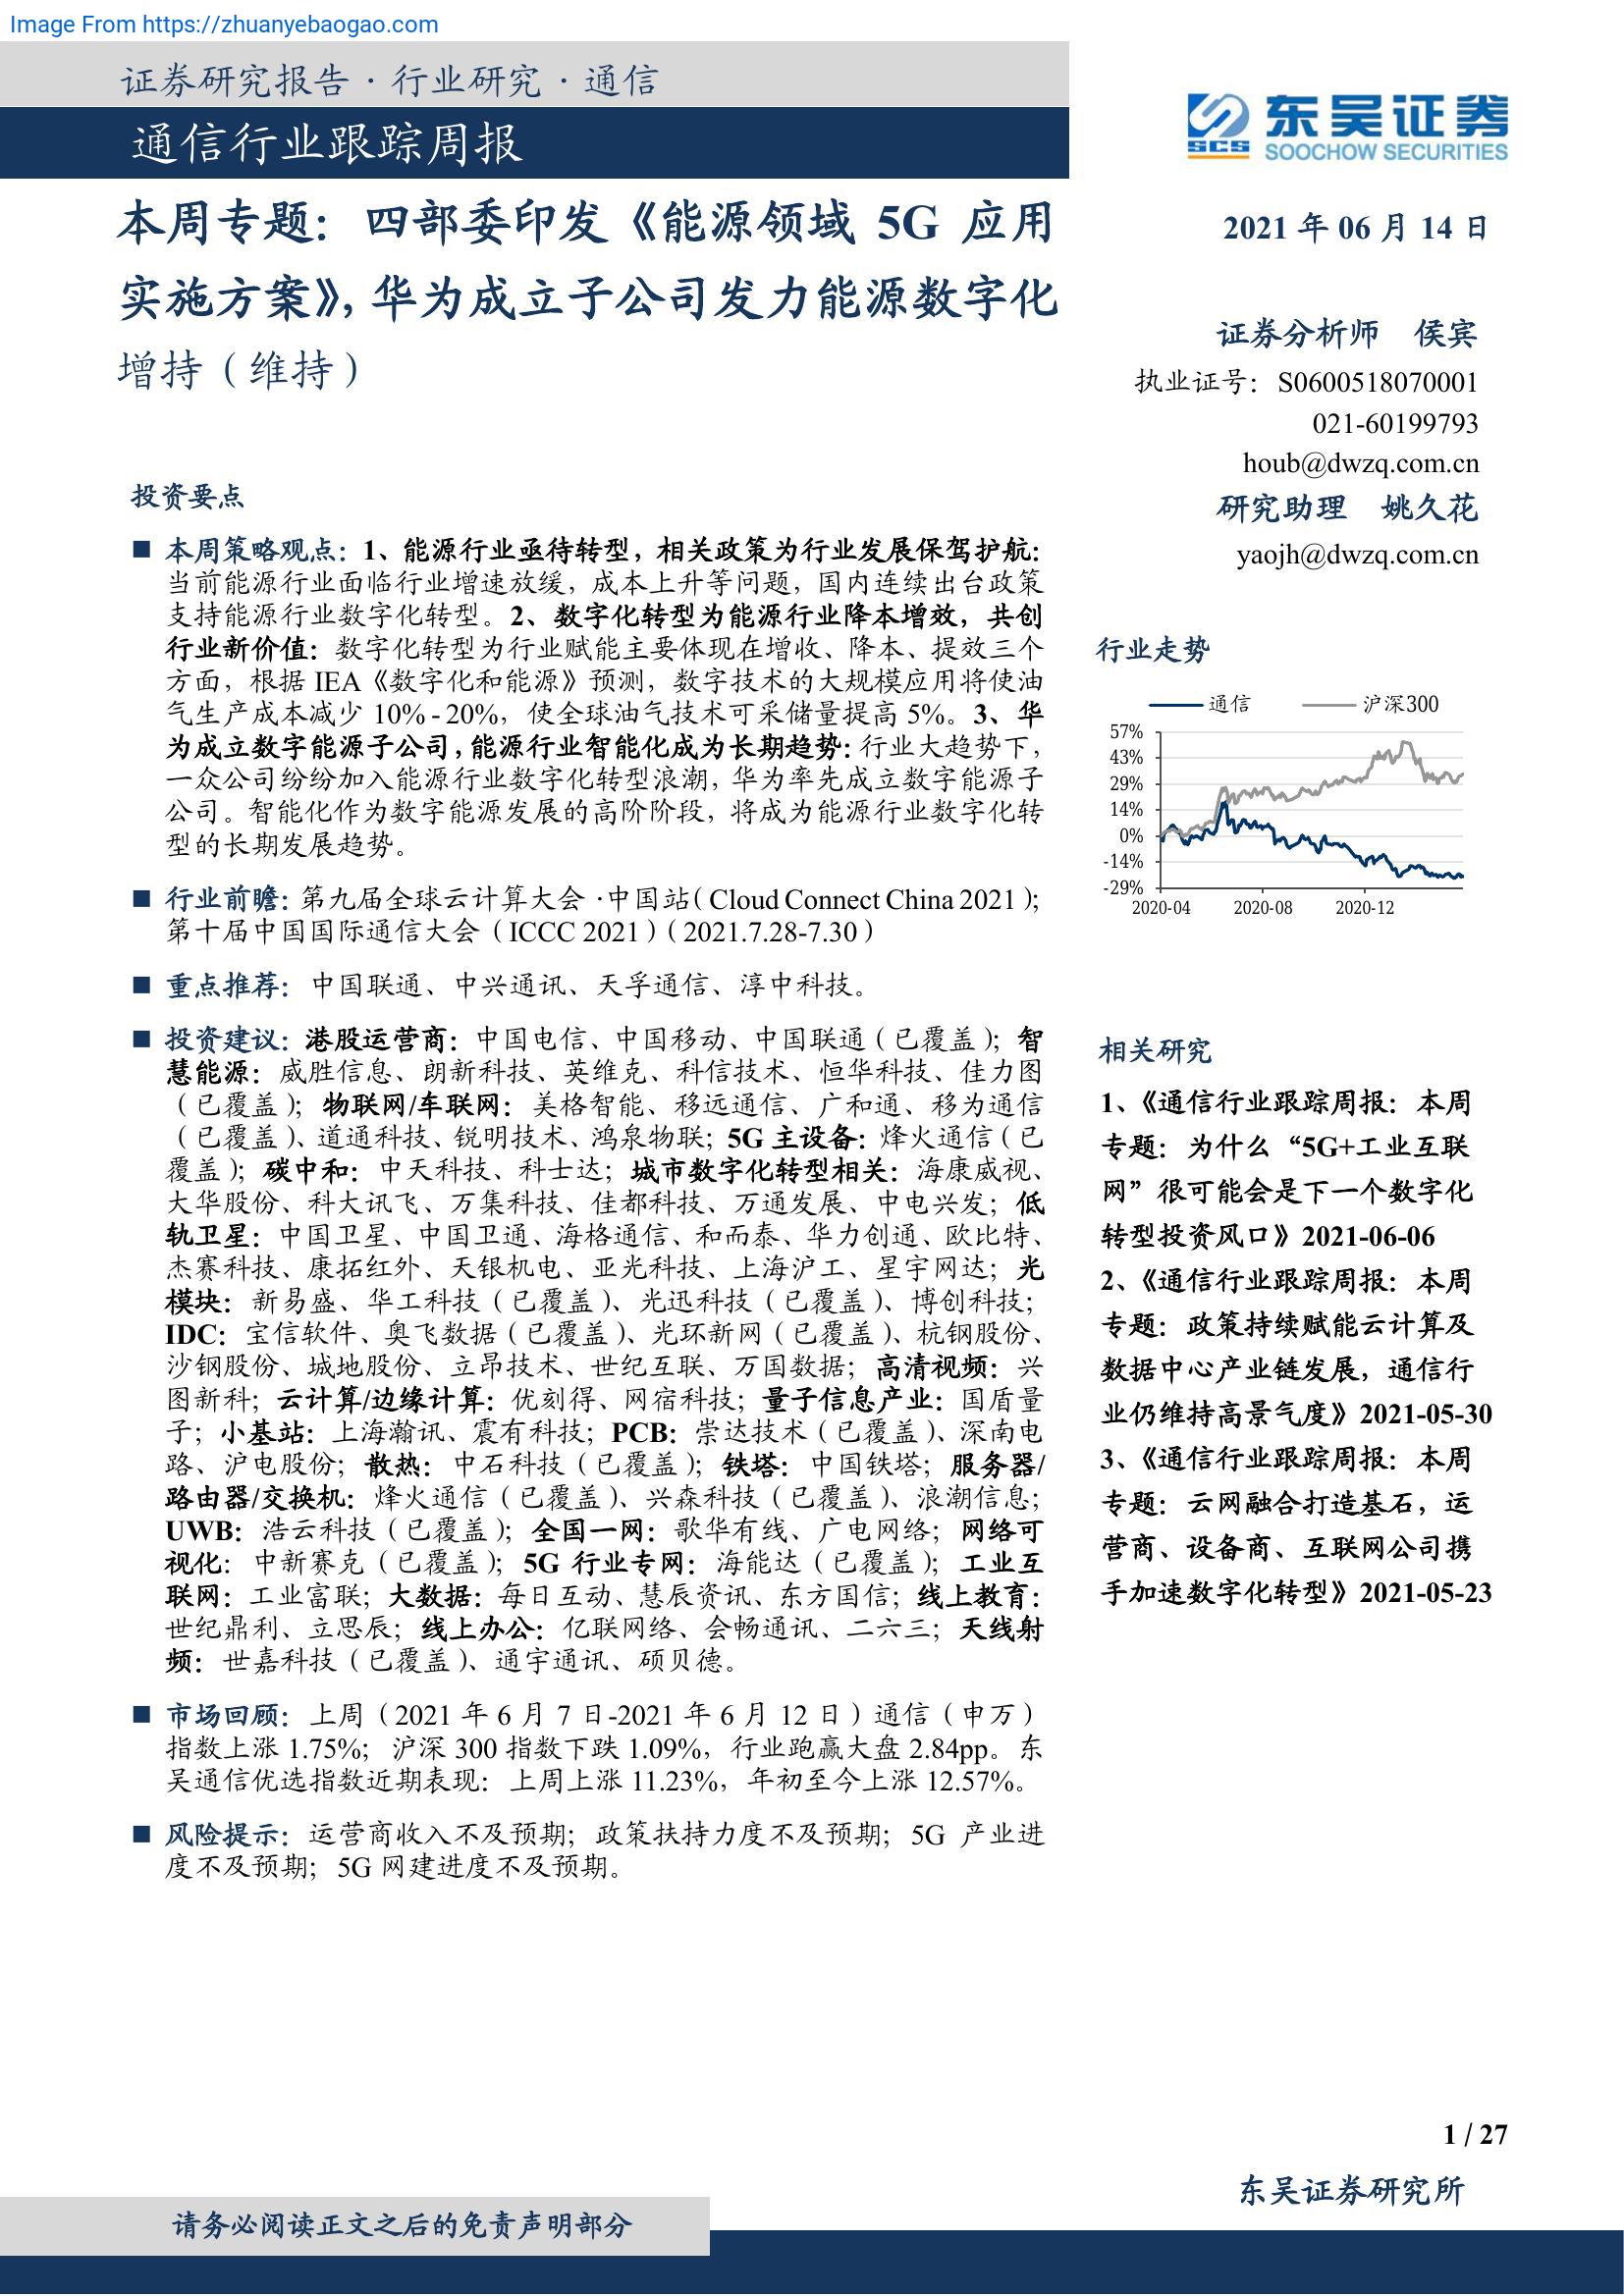 Image From https://zhuanyebaogao.com
证券研究报告·行业研究·通信
通信行业跟踪周报
本周专题：四部委印发《能源领域 5G 应用
实施方案》，华为成立子公司发力能源数字化
增持（维持）
投资要点
■ 本周策略观点：1、能源行业亟待转型，相关政策为行业发展保驾护航：
当前能源行业面临行业增速放缓，成本上升等问题，国内连续出台政策
支持能源行业数字化转型。2、数字化转型为能源行业降本增效，共创
行业新价值：数字化转型为行业赋能主要体现在增收、降本、提效三个
方面，根据 IEA《数字化和能源》预测，数字技术的大规模应用将使油
气生产成本减少 10%-20%，使全球油气技术可采储量提高 5%。3、华
为成立数字能源子公司，能源行业智能化成为长期趋势：行业大趋势下，
一众公司纷纷加入能源行业数字化转型浪潮，华为率先成立数字能源子
公司。智能化作为数字能源发展的高阶阶段，将成为能源行业数字化转
型的长期发展趋势。
■ 行业前瞻：第九届全球云计算大会·中国站（Cloud Connect China 2021）；
第十届中国国际通信大会（ICCC 2021）（2021.7.28-7.30）
■ 重点推荐：中国联通、中兴通讯、天孚通信、淳中科技。
■ 投资建议：港股运营商：中国电信、中国移动、中国联通（已覆盖）；智
慧能源：威胜信息、朗新科技、英维克、科信技术、恒华科技、佳力图
（已覆盖）；物联网/车联网：美格智能、移远通信、广和通、移为通信
（已覆盖）、道通科技、锐明技术、鸿泉物联；5G 主设备：烽火通信（已
覆盖）；碳中和：中天科技、科士达；城市数字化转型相关：海康威视、
大华股份、科大讯飞、万集科技、佳都科技、万通发展、中电兴发；低
轨卫星：中国卫星、中国卫通、海格通信、和而泰、华力创通、欧比特、
杰赛科技、康拓红外、天银机电、亚光科技、上海沪工、星宇网达；光
模块：新易盛、华工科技（已覆盖）、光迅科技（已覆盖）、博创科技；
IDC：宝信软件、奥飞数据（已覆盖）、光环新网（已覆盖）、杭钢股份、
沙钢股份、城地股份、立昂技术、世纪互联、万国数据；高清视频：兴
图新科；云计算/边缘计算：优刻得、网宿科技；量子信息产业：国盾量
子；小基站：上海瀚讯、震有科技；PCB：崇达技术（已覆盖）、深南电
路、沪电股份；散热：中石科技（已覆盖）；铁塔：中国铁塔；服务器/
路由器/交换机：烽火通信（已覆盖）、兴森科技（已覆盖）、浪潮信息；
UWB：浩云科技（已覆盖）；全国一网：歌华有线、广电网络；网络可
视化：中新赛克（已覆盖）；5G 行业专网：海能达（已覆盖）；工业互
联网：工业富联；大数据：每日互动、慧辰资讯、东方国信；线上教育：
世纪鼎利、立思辰；线上办公：亿联网络、会畅通讯、二六三；天线射
频：世嘉科技（已覆盖）、通宇通讯、硕贝德。
■ 市场回顾：上周（2021 年 6 月 7 日-2021 年 6 月 12 日）通信（申万）
指数上涨 1.75%；沪深 300 指数下跌 1.09%，行业跑赢大盘 2.84pp。东
吴通信优选指数近期表现：上周上涨 11.23%，年初至今上涨 12.57%。
■ 风险提示：运营商收入不及预期；政策扶持力度不及预期；5G 产业进
度不及预期；5G 网建进度不及预期。
SCS 东吴证券
SOOCHOW SECURITIES
2021 年 06 月 14 日
证券分析师 侯宾
执业证号：S0600518070001
021-60199793
houb@dwzq.com.cn
研究助理 姚久花
yaojh@dwzq.com.cn
行业走势
通信 沪深300
57%
43%
29%
14%
0%
-14%
-29%
2020-04 2020-08 2020-12
相关研究
1、《通信行业跟踪周报：本周
专题：为什么“5G+工业互联
网”很可能会是下一个数字化
转型投资风口》2021-06-06
2、《通信行业跟踪周报：本周
专题：政策持续赋能云计算及
数据中心产业链发展，通信行
业仍维持高景气度》2021-05-30
3、《通信行业跟踪周报：本周
专题：云网融合打造基石，运
营商、设备商、互联网公司携
手加速数字化转型》2021-05-23
1 / 27
东吴证券研究所
请务必阅读正文之后的免责声明部分